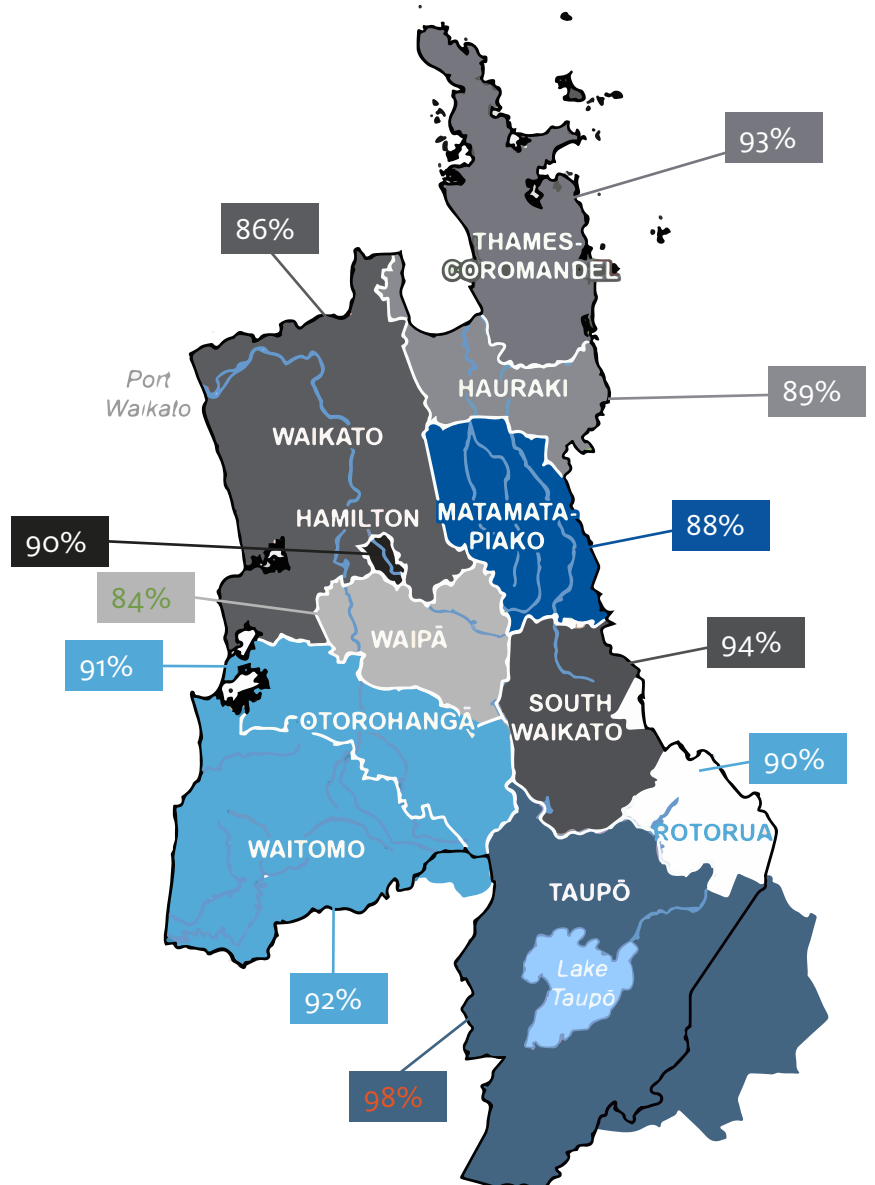 93%
86%
THAMES-
COROMANDEL
Port
Waikato
HAURAKI
89%
WAIKATO
HAMILTON
MATAMATA-
PIAKO
88%
90%
84%
WAIPĀ
91%
94%
OTOROHANGĀ
SOUTH
WAIKATO
90%
ROTORUA
WAITOMO
TAUPŌ
Lake
Taupō
92%
98%